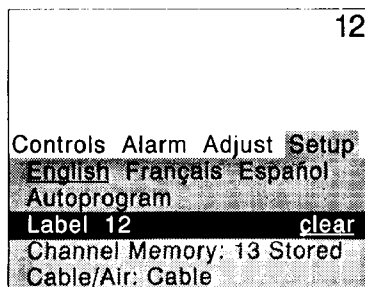 12
Controls Alarm Adjust Setup
English Français Español
Autoprogram
Label 12 clear
Channel Memory: 13 Stored
Cable/Air: Cable